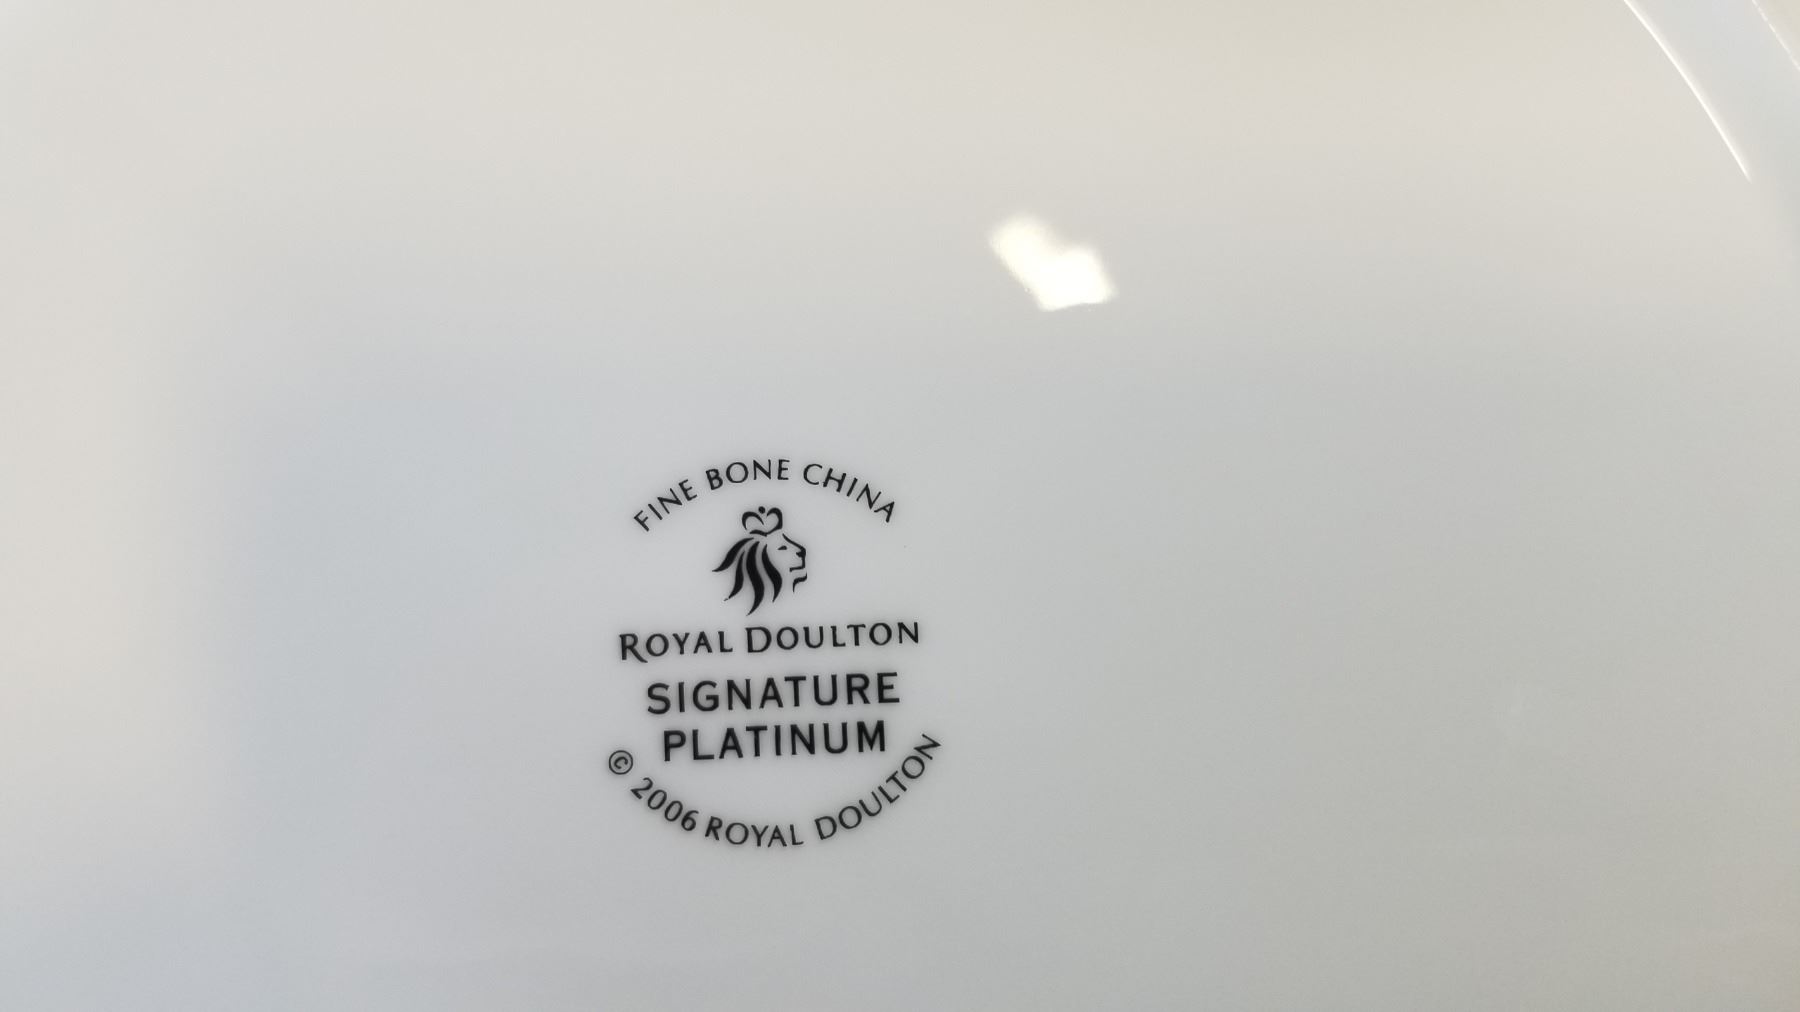 FINE BONE CHINA
ROYAL DOULTON
SIGNATURE
PLATINUM
© 2006 ROYAL DOULTON